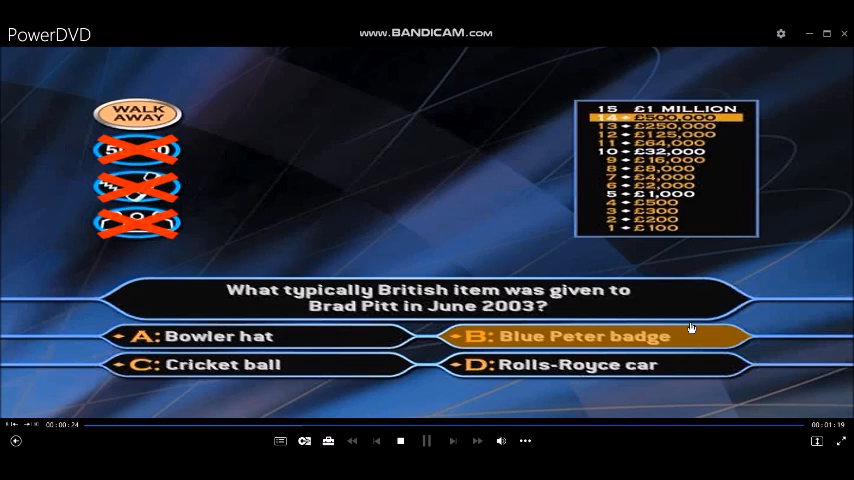 PowerDVD
www.BANDICAM.com
WALK
AWAY
15 £1 MILLION
14 £500,000
13 £250,000
12 £125,000
11 £64,000
10 £32,000
9 £16,000
8 £8,000
7 £4,000
6 £2,000
5 £1,000
4 £500
3 £300
2 £200
1 £100
What typically British item was given to
Brad Pitt in June 2003?
A: Bowler hat
B: Blue Peter badge
C: Cricket ball
D: Rolls-Royce car
00:00:24
00:01:19